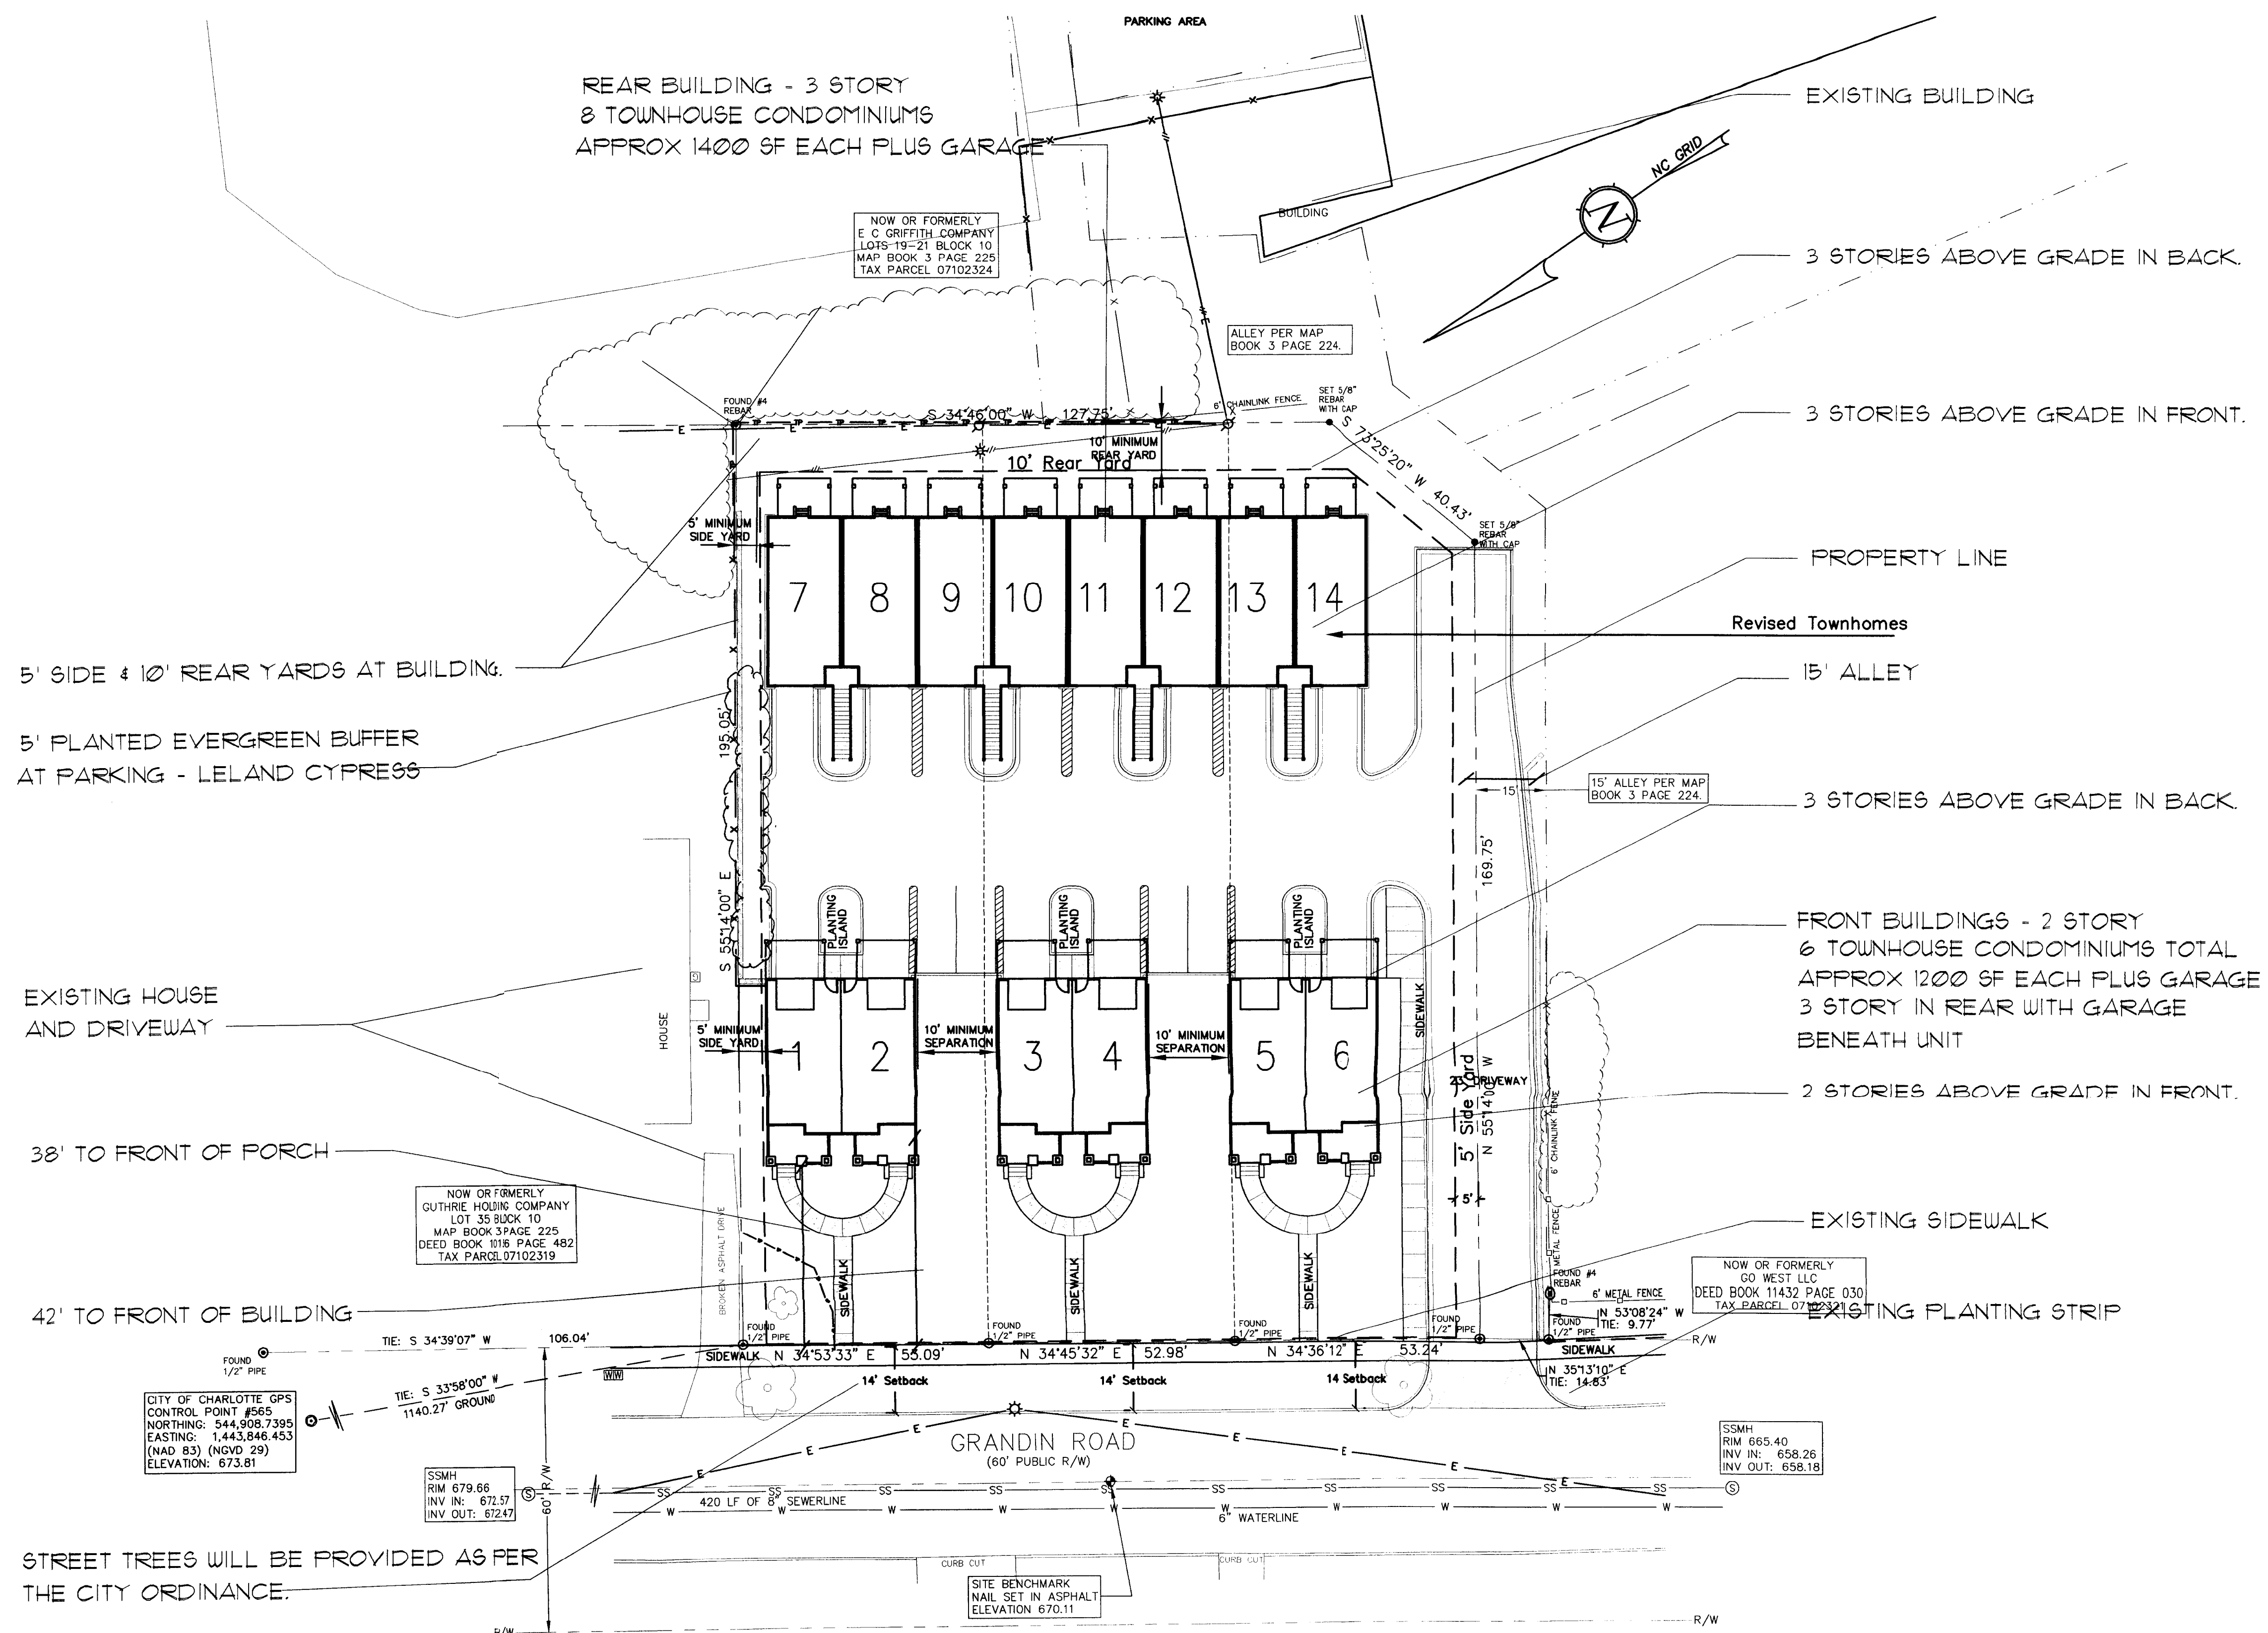 PARKING AREA
REAR BUILDING - 3 STORY
8 TOWNHOUSE CONDOMINIUMS
APPROX 1400 SF EACH PLUS GARAGE
EXISTING BUILDING
NC GRID
N
BUILDING
NOW OR FORMERLY
E C GRIFFITH COMPANY
LOTS 19-21 BLOCK 10
MAP BOOK 3 PAGE 225
TAX PARCEL 07102324
3 STORIES ABOVE GRADE IN BACK.
ALLEY PER MAP
BOOK 3 PAGE 224.
FOUND #4
REBAR
S 34°46'00" W 127.75'
6' CHAINLINK FENCE
SET 5/8"
REBAR
WITH CAP
3 STORIES ABOVE GRADE IN FRONT.
S 73°25'20" W 40.43'
10' MINIMUM
REAR YARD
10' Rear Yard
5' MINIMUM
SIDE YARD
SET 5/8"
REBAR
WITH CAP
PROPERTY LINE
7 8 9 10 11 12 13 14
Revised Townhomes
5' SIDE & 10' REAR YARDS AT BUILDING.
15' ALLEY
5' PLANTED EVERGREEN BUFFER
AT PARKING - LELAND CYPRESS
195.05'
S 55°14'00" E
15'
15' ALLEY PER MAP
BOOK 3 PAGE 224.
3 STORIES ABOVE GRADE IN BACK.
169.75'
N 55°14'00" W
PLANTING
ISLAND
PLANTING
ISLAND
PLANTING
ISLAND
FRONT BUILDINGS - 2 STORY
6 TOWNHOUSE CONDOMINIUMS TOTAL
APPROX 1200 SF EACH PLUS GARAGE
3 STORY IN REAR WITH GARAGE
BENEATH UNIT
EXISTING HOUSE
AND DRIVEWAY
G
HOUSE
SIDEWALK
5' MINIMUM
SIDE YARD
10' MINIMUM
SEPARATION
10' MINIMUM
SEPARATION
1 2 3 4 5 6
23' DRIVEWAY
5' Side Yard
2 STORIES ABOVE GRADE IN FRONT.
6' CHAINLINK FENCE
38' TO FRONT OF PORCH
5'
NOW OR FORMERLY
GUTHRIE HOLDING COMPANY
LOT 35 BLOCK 10
MAP BOOK 3 PAGE 225
DEED BOOK 10116 PAGE 482
TAX PARCEL 07102319
BROKEN ASPHALT DRIVE
SIDEWALK
SIDEWALK
SIDEWALK
EXISTING SIDEWALK
METAL FENCE
FOUND #4
REBAR
6' METAL FENCE
NOW OR FORMERLY
GO WEST LLC
DEED BOOK 11432 PAGE 030
TAX PARCEL 07102321
EXISTING PLANTING STRIP
N 53°08'24" W
TIE: 9.77'
42' TO FRONT OF BUILDING
TIE: S 34°39'07" W 106.04'
FOUND
1/2" PIPE
FOUND
1/2" PIPE
FOUND
1/2" PIPE
FOUND
1/2" PIPE
FOUND
1/2" PIPE
FOUND
1/2" PIPE
R/W
SIDEWALK N 34°53'33" E 55.09' N 34°45'32" E 52.98' N 34°36'12" E 53.24' SIDEWALK
N 35°13'10" E
TIE: 14.83'
14' Setback 14' Setback 14 Setback
TIE: S 33°58'00" W
1140.27' GROUND
WW
CITY OF CHARLOTTE GPS
CONTROL POINT #565
NORTHING: 544,908.7395
EASTING: 1,443,846.453
(NAD 83) (NGVD 29)
ELEVATION: 673.81
GRANDIN ROAD
(60' PUBLIC R/W)
SSMH
RIM 665.40
INV IN: 658.26
INV OUT: 658.18
SSMH
RIM 679.66
INV IN: 672.57
INV OUT: 672.47
60' R/W
420 LF OF 8" SEWERLINE
6" WATERLINE
CURB CUT
CURB CUT
STREET TREES WILL BE PROVIDED AS PER
THE CITY ORDINANCE.
SITE BENCHMARK
NAIL SET IN ASPHALT
ELEVATION 670.11
R/W
R/W